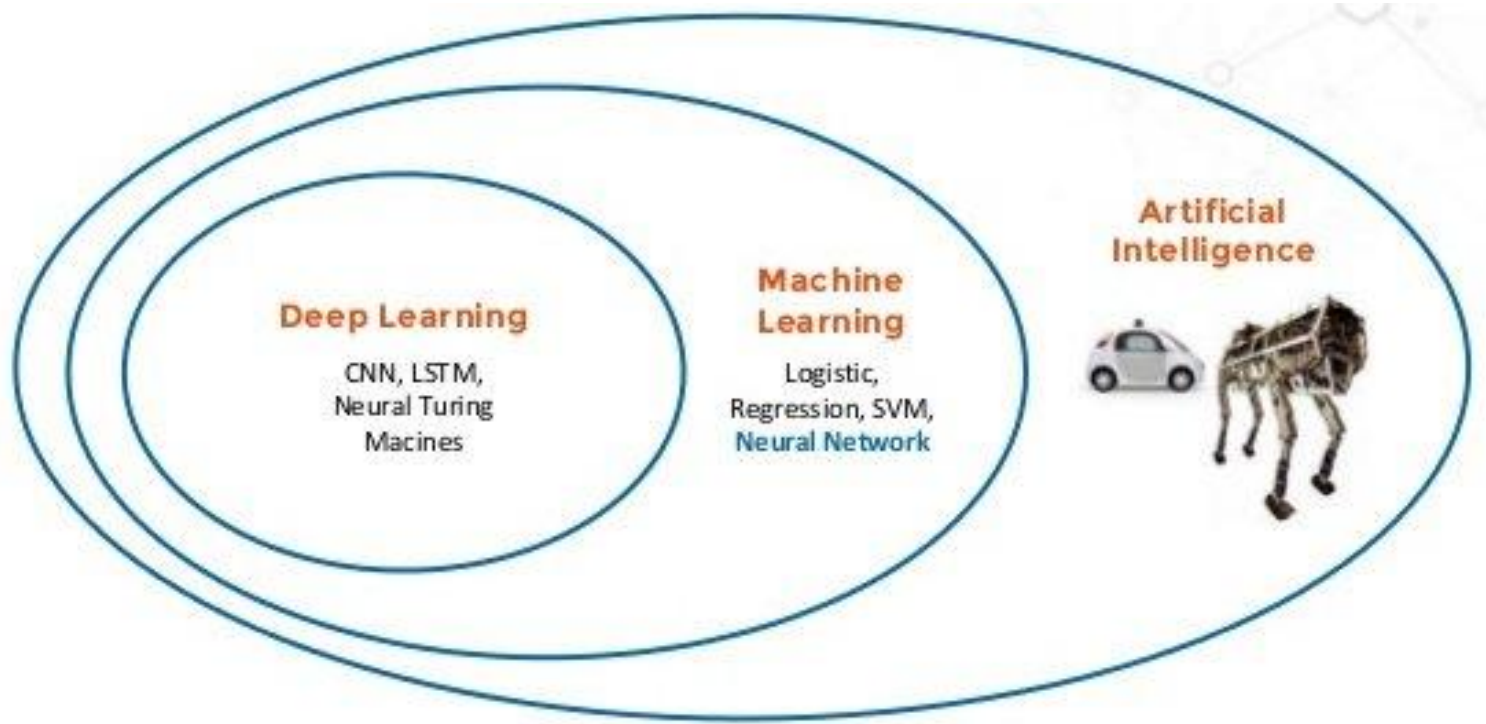 Deep Learning
CNN, LSTM,
Neural Turing
Macines
Machine
Learning
Logistic,
Regression, SVM,
Neural Network
Artificial
Intelligence